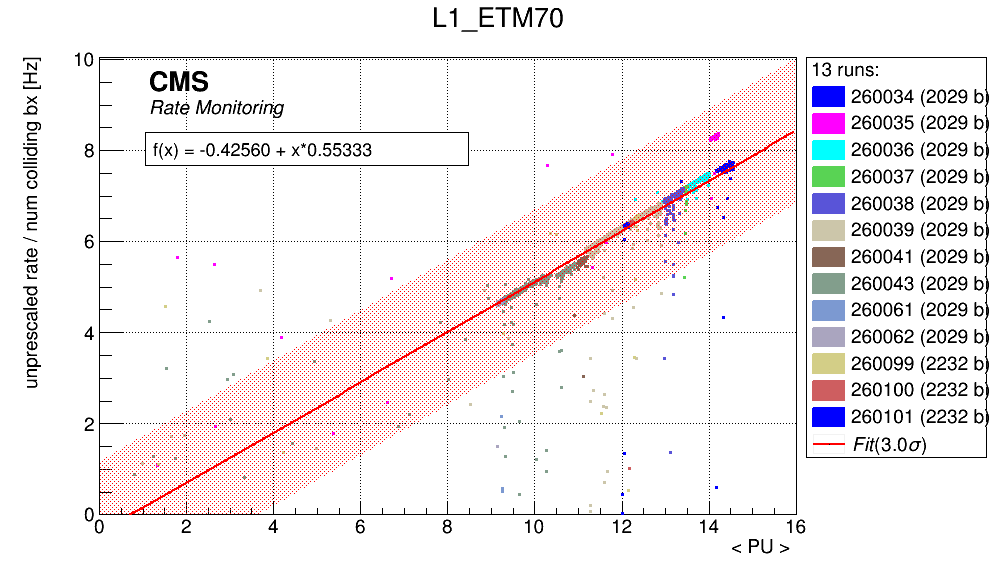 L1_ETM70
unprescaled rate / num colliding bx [Hz]
10
8
6
4
2
0
CMS
Rate Monitoring
f(x) = -0.42560 + x*0.55333
0 2 4 6 8 10 12 14 16
< PU >
13 runs:
260034 (2029 b)
260035 (2029 b)
260036 (2029 b)
260037 (2029 b)
260038 (2029 b)
260039 (2029 b)
260041 (2029 b)
260043 (2029 b)
260061 (2029 b)
260062 (2029 b)
260099 (2232 b)
260100 (2232 b)
260101 (2232 b)
Fit(3.0σ)